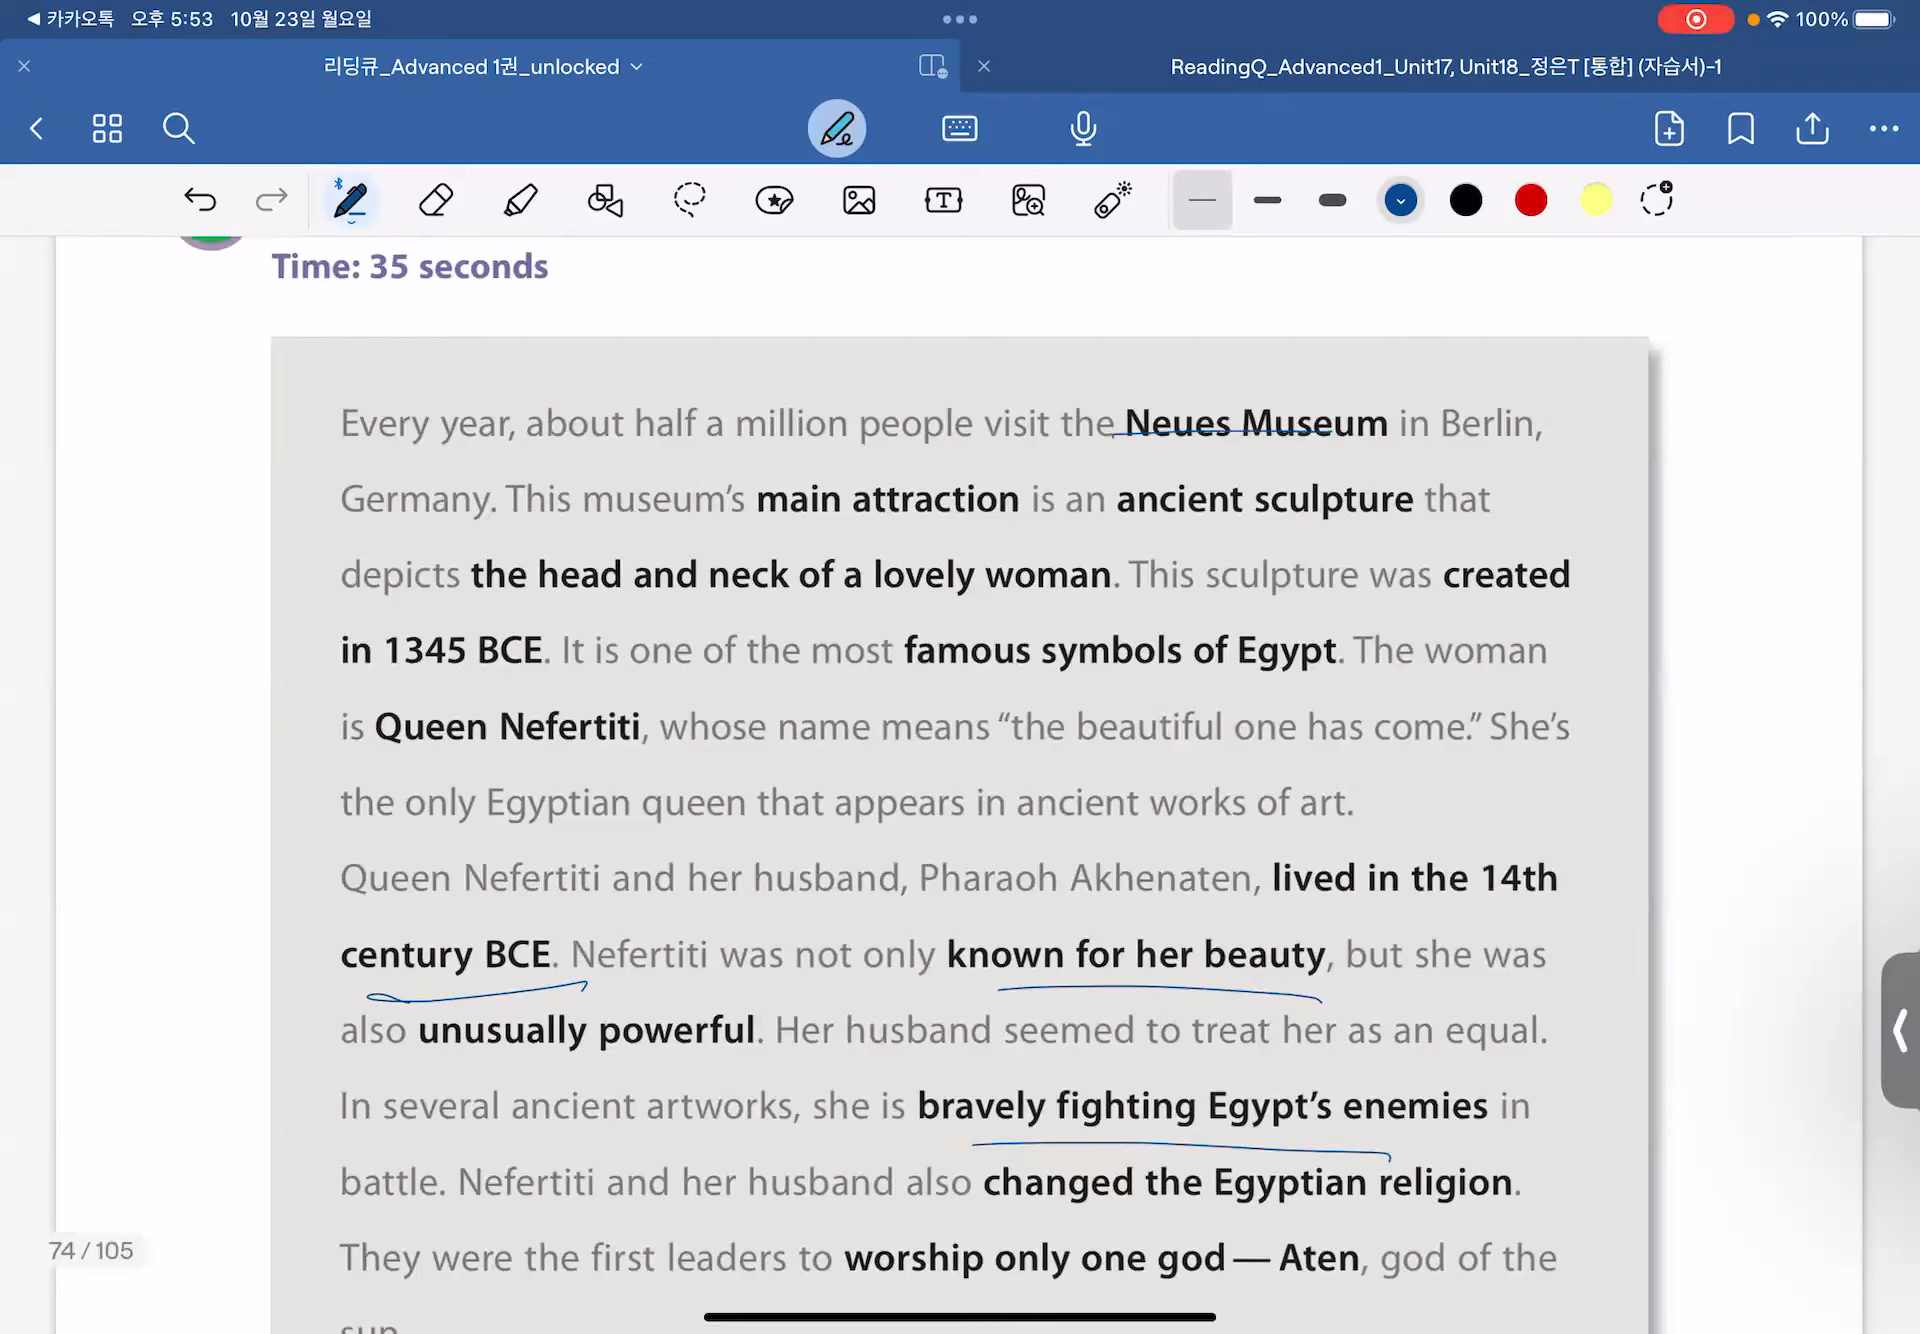 ◀ 카카오톡 오후 5:53 10월 23일 월요일
100%
리딩큐_Advanced 1권_unlocked
ReadingQ_Advanced1_Unit17, Unit18_정은T [통합] (자습서)-1
Time: 35 seconds
Every year, about half a million people visit the Neues Museum in Berlin,
Germany. This museum’s main attraction is an ancient sculpture that
depicts the head and neck of a lovely woman. This sculpture was created
in 1345 BCE. It is one of the most famous symbols of Egypt. The woman
is Queen Nefertiti, whose name means “the beautiful one has come.” She’s
the only Egyptian queen that appears in ancient works of art.
Queen Nefertiti and her husband, Pharaoh Akhenaten, lived in the 14th
century BCE. Nefertiti was not only known for her beauty, but she was
also unusually powerful. Her husband seemed to treat her as an equal.
In several ancient artworks, she is bravely fighting Egypt’s enemies in
battle. Nefertiti and her husband also changed the Egyptian religion.
They were the first leaders to worship only one god — Aten, god of the
sun.
74 / 105